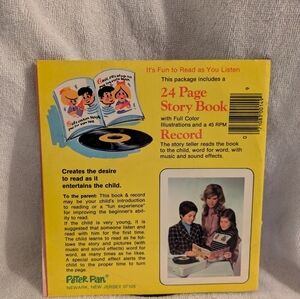 It's Fun to Read as You Listen
This package includes a
24 Page
Story Book
with Full Color
Illustrations and a 45 RPM
Record
The story teller reads the book
to the child, word for word, with
music and sound effects.
Creates the desire
to read as it
entertains the child.
To the parent: This book & record
may be your child's introduction
to reading or a "fun experience"
for improving the beginner's abili-
ty to read.
If the child is very young, it is
suggested that someone listen and
read with him for the first time.
The child learns to read as he fol-
lows the story and pictures (with
music and sound effects) word for
word, as many times as he likes.
A special sound effect alerts the
child to the proper time to turn
the page.
Peter Pan
NEWARK, NEW JERSEY 07105